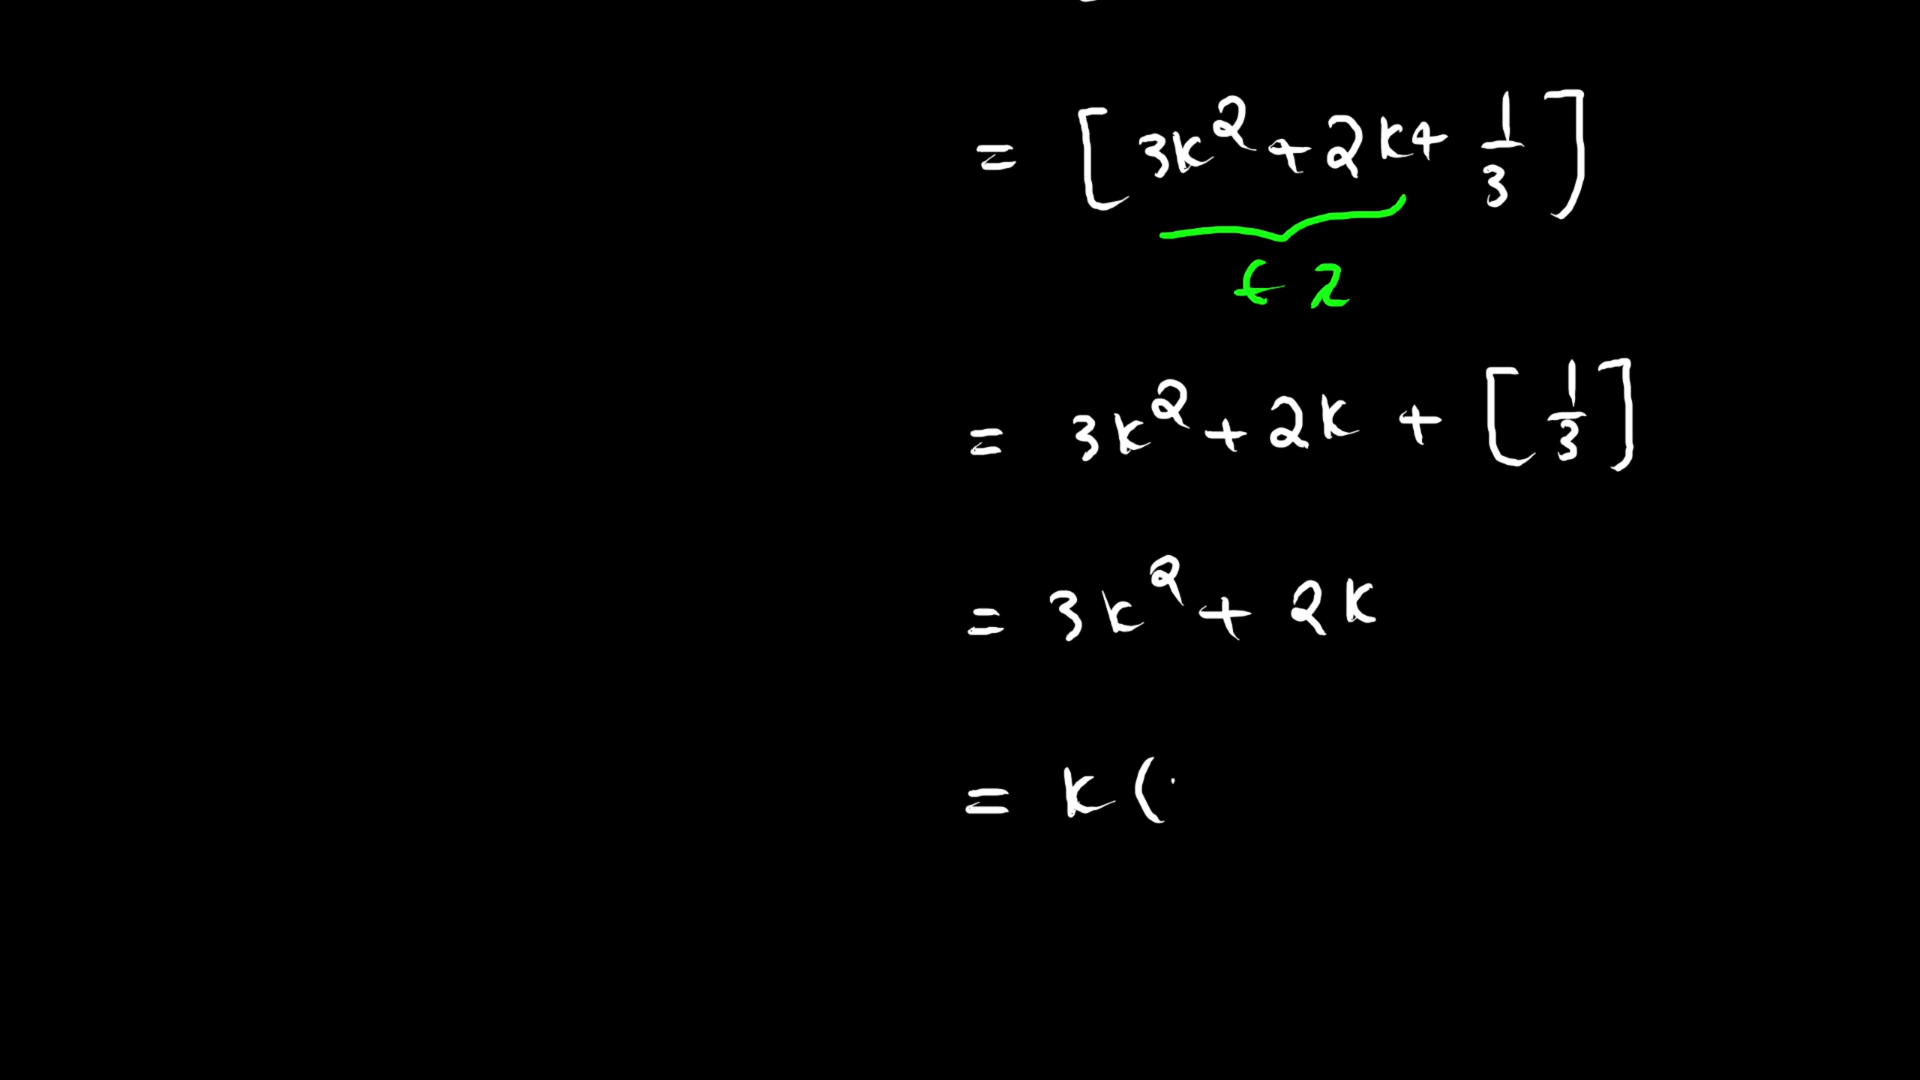 = [3k² + 2k + 1/3]
∈ Z
= 3k² + 2k + [1/3]
= 3k² + 2k
= k (